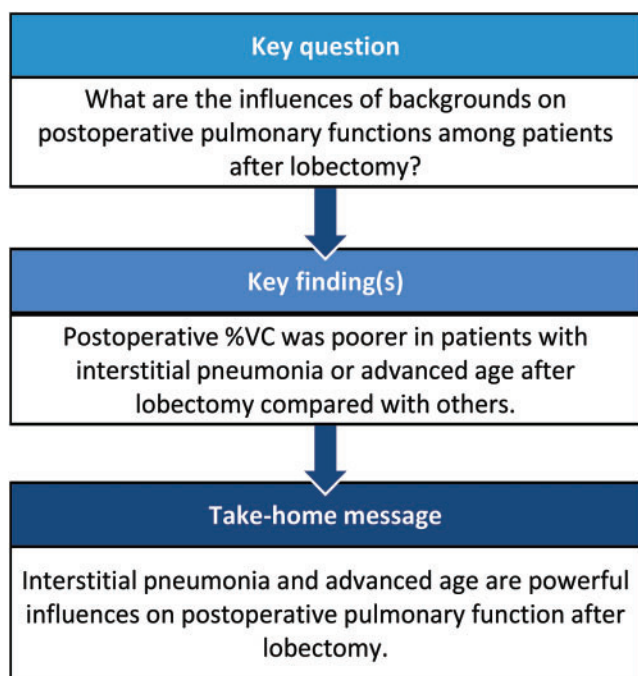 Key question
What are the influences of backgrounds on
postoperative pulmonary functions among patients
after lobectomy?
Key finding(s)
Postoperative %VC was poorer in patients with
interstitial pneumonia or advanced age after
lobectomy compared with others.
Take-home message
Interstitial pneumonia and advanced age are powerful
influences on postoperative pulmonary function after
lobectomy.